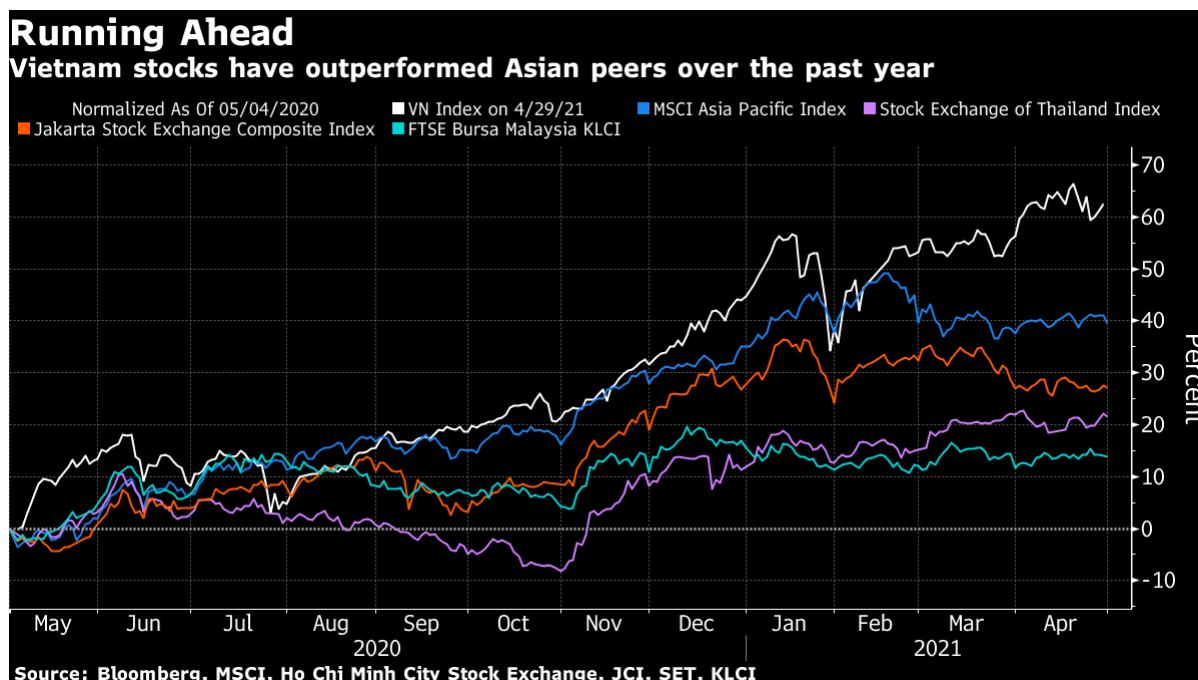 Running Ahead
Vietnam stocks have outperformed Asian peers over the past year
Normalized As Of 05/04/2020 VN Index on 4/29/21 MSCI Asia Pacific Index Stock Exchange of Thailand Index
Jakarta Stock Exchange Composite Index FTSE Bursa Malaysia KLCI
70
60
50
40
30
20
10
0
-10
Percent
May Jun Jul Aug Sep Oct Nov Dec Jan Feb Mar Apr
2020 2021
Source: Bloomberg, MSCI, Ho Chi Minh City Stock Exchange, JCI, SET, KLCI